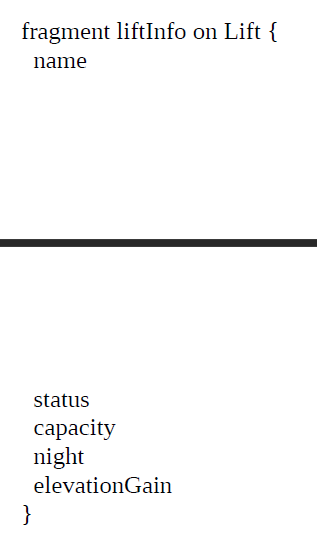 fragment liftInfo on Lift {
name
status
capacity
night
elevationGain
}